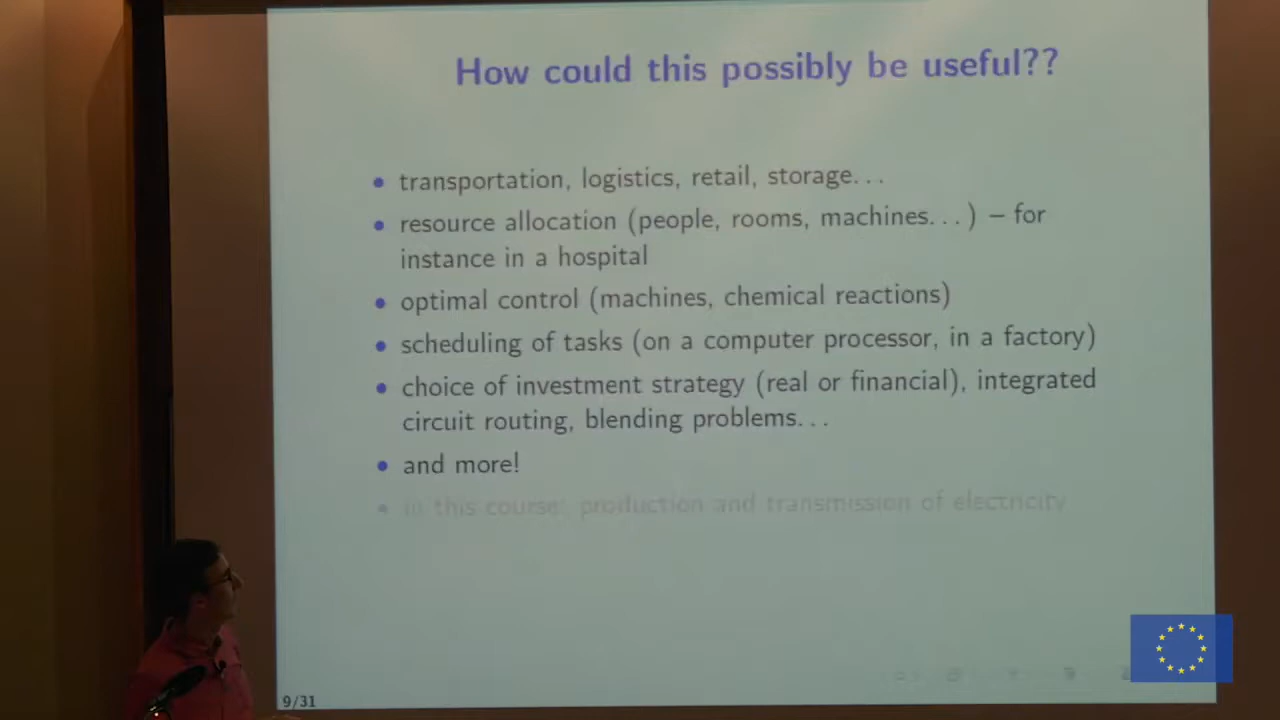 How could this possibly be useful??
• transportation, logistics, retail, storage...
• resource allocation (people, rooms, machines...) – for
instance in a hospital
• optimal control (machines, chemical reactions)
• scheduling of tasks (on a computer processor, in a factory)
• choice of investment strategy (real or financial), integrated
circuit routing, blending problems...
• and more!
• in this course: production and transmission of electricity
9/31